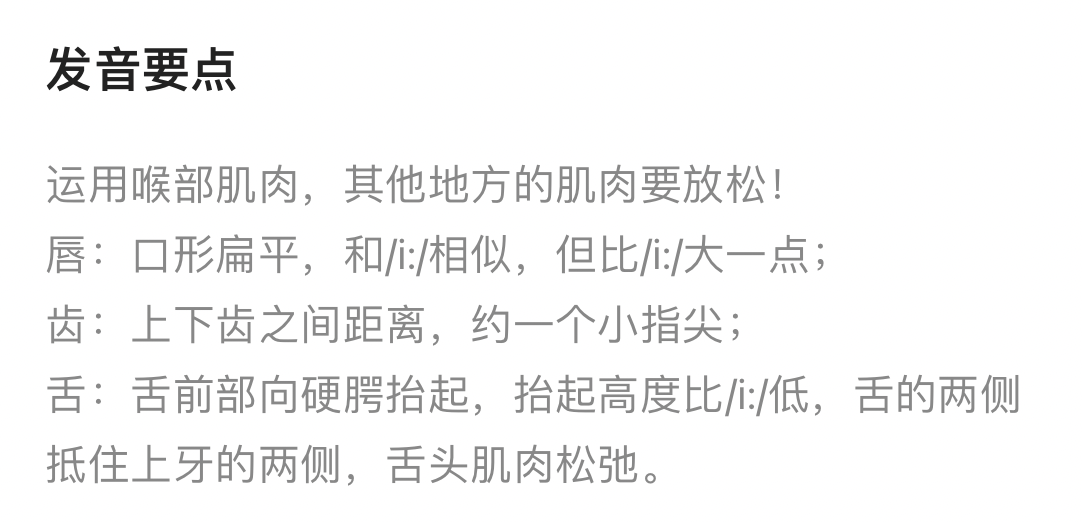 发音要点
运用喉部肌肉，其他地方的肌肉要放松！
唇：口形扁平，和/i:/相似，但比/i:/大一点；
齿：上下齿之间距离，约一个小指尖；
舌：舌前部向硬腭抬起，抬起高度比/i:/低，舌的两侧
抵住上牙的两侧，舌头肌肉松弛。